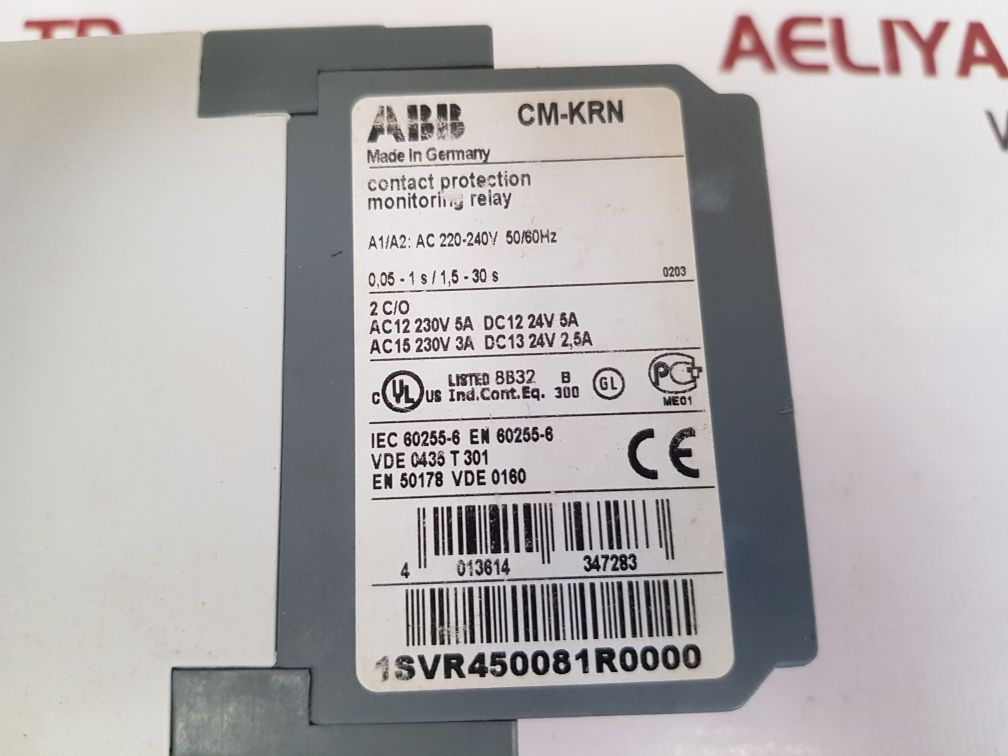 AELIYA
ABB CM-KRN
Made in Germany
contact protection
monitoring relay
A1/A2: AC 220-240V 50/60Hz
0,05 - 1 s / 1,5 - 30 s 0203
2 C/O
AC12 230V 5A DC12 24V 5A
AC15 230V 3A DC13 24V 2,5A
C UL US LISTED 8B32 B
Ind.Cont.Eq. 300 GL PCT
ME01
IEC 60255-6 EN 60255-6
VDE 0435 T 301
EN 50178 VDE 0160
CE
4 013614 347283
1SVR450081R0000